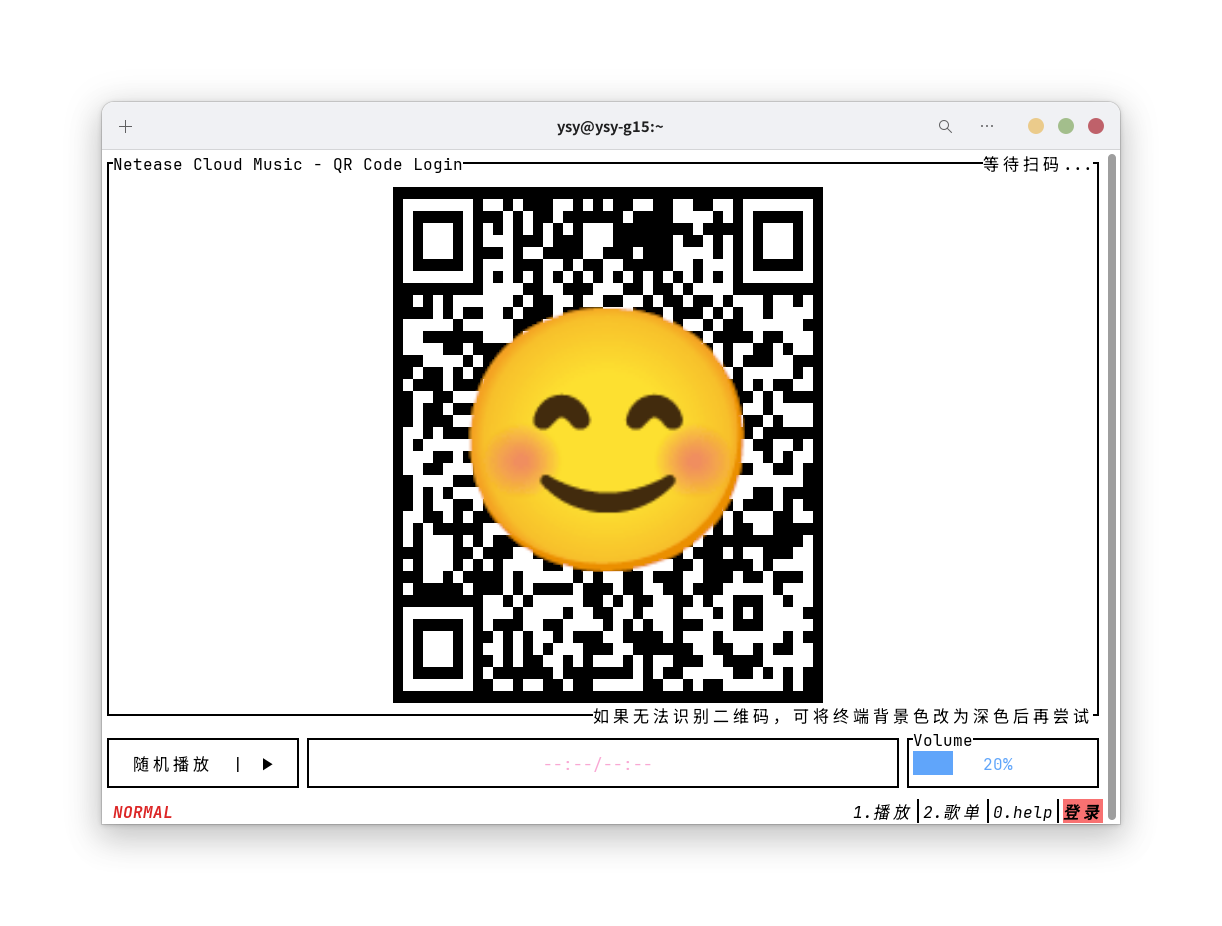 ysy@ysy-g15:~
Netease Cloud Music - QR Code Login
等待扫码...
如果无法识别二维码，可将终端背景色改为深色后再尝试
随机播放 | ▶
--:--/--:--
Volume
20%
NORMAL
1.播放 2.歌单 0.help 登录